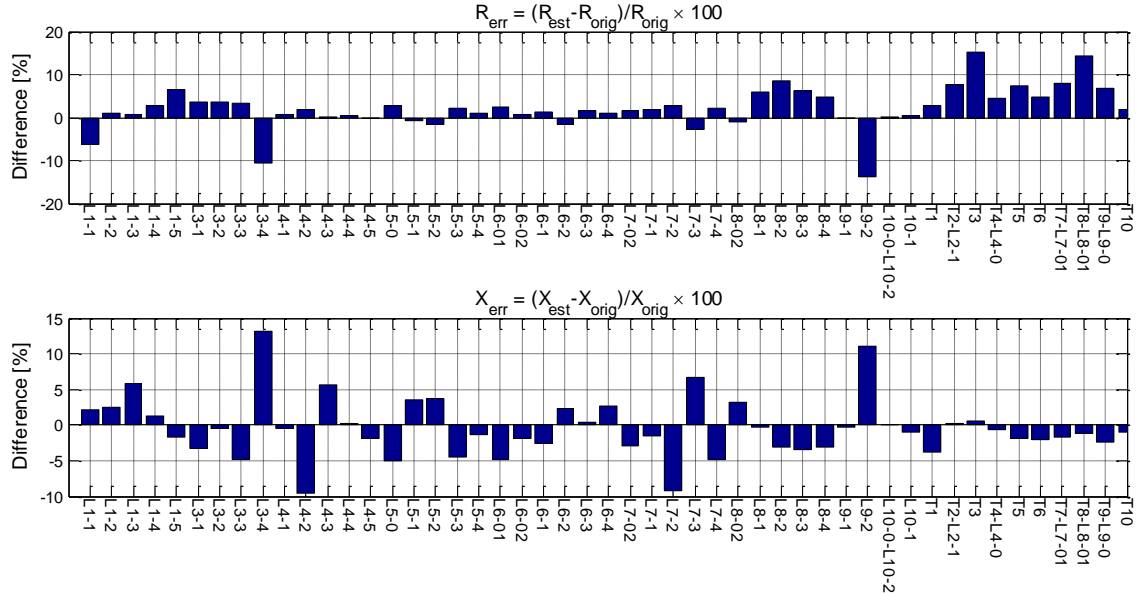 R_err = (R_est-R_orig)/R_orig × 100
Difference [%]
20
10
0
-10
-20
L1-1 L1-2 L1-3 L1-4 L1-5 L3-1 L3-2 L3-3 L3-4 L4-1 L4-2 L4-3 L4-4 L4-5 L5-0 L5-1 L5-2 L5-3 L5-4 L6-01 L6-02 L6-1 L6-2 L6-3 L6-4 L7-02 L7-1 L7-2 L7-3 L7-4 L8-02 L8-1 L8-2 L8-3 L8-4 L9-1 L9-2 L10-0-L10-2 L10-1 T1 T2-L2-1 T3 T4-L4-0 T5 T6 T7-L7-01 T8-L8-01 T9-L9-0 T10
X_err = (X_est-X_orig)/X_orig × 100
Difference [%]
15
10
5
0
-5
-10
L1-1 L1-2 L1-3 L1-4 L1-5 L3-1 L3-2 L3-3 L3-4 L4-1 L4-2 L4-3 L4-4 L4-5 L5-0 L5-1 L5-2 L5-3 L5-4 L6-01 L6-02 L6-1 L6-2 L6-3 L6-4 L7-02 L7-1 L7-2 L7-3 L7-4 L8-02 L8-1 L8-2 L8-3 L8-4 L9-1 L9-2 L10-0-L10-2 L10-1 T1 T2-L2-1 T3 T4-L4-0 T5 T6 T7-L7-01 T8-L8-01 T9-L9-0 T10